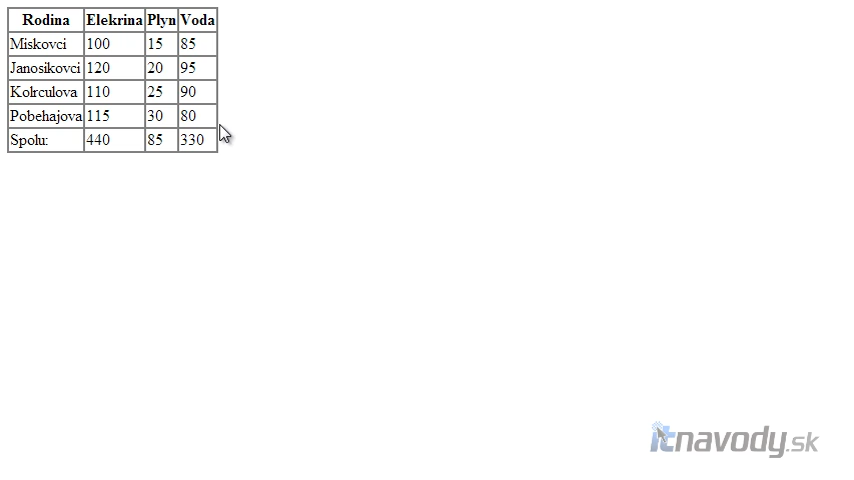 Rodina Elekrina Plyn Voda
Miskovci 100 15 85
Janosikovci 120 20 95
Kolrculova 110 25 90
Pobehajova 115 30 80
Spolu: 440 85 330
itnavody.sk